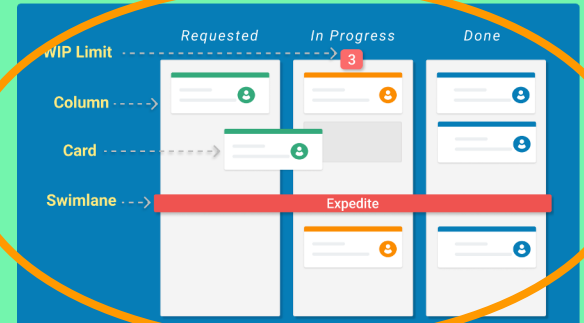 Requested In Progress Done
WIP Limit
3
Column
Card
Swimlane
Expedite